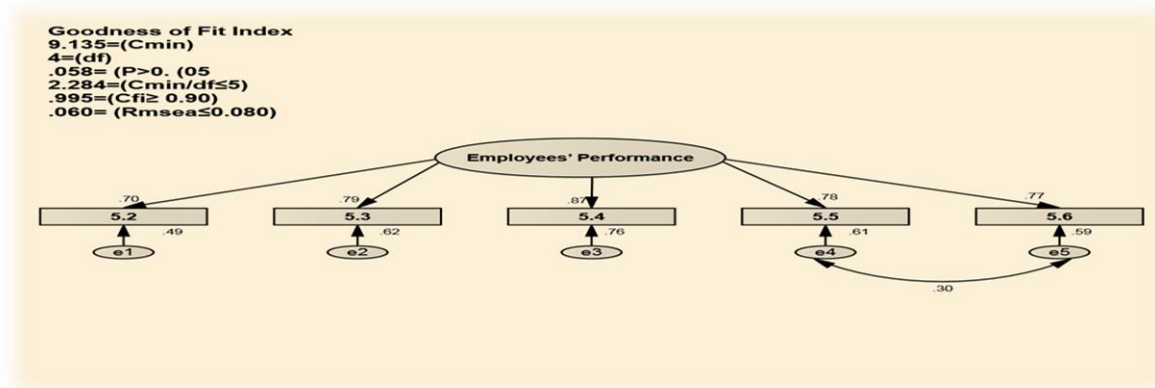 Goodness of Fit Index
9.135=(Cmin)
4=(df)
.058= (P>0. (05
2.284=(Cmin/df≤5)
.995=(Cfi≥ 0.90)
.060= (Rmsea≤0.080)
Employees' Performance
.70 .79 .87 .78 .77
5.2 5.3 5.4 5.5 5.6
.49 .62 .76 .61 .59
e1 e2 e3 e4 e5
.30